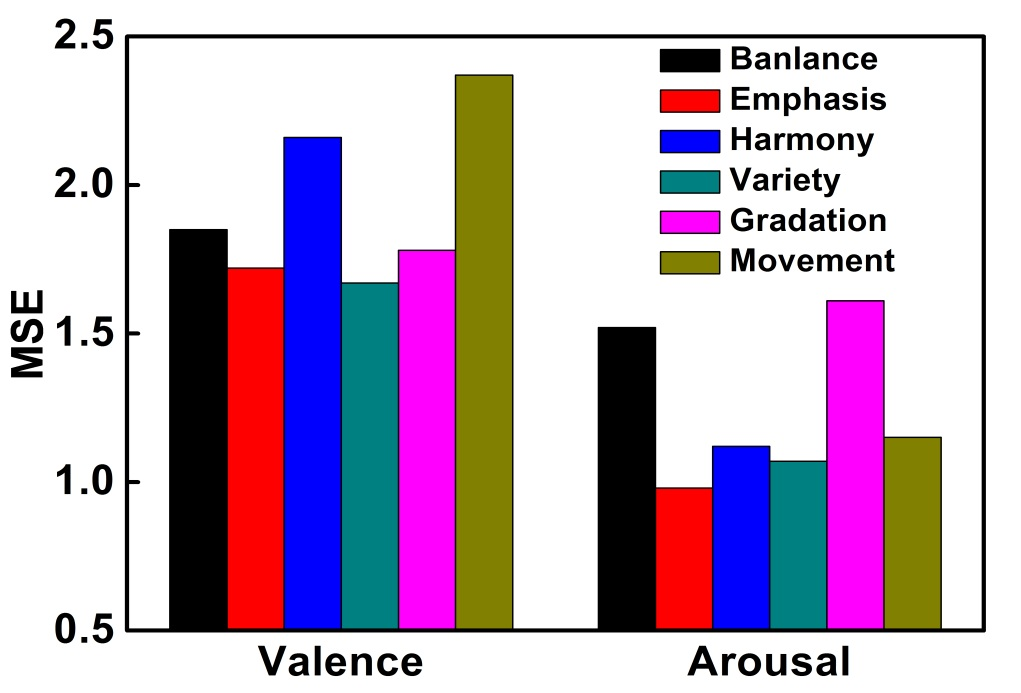 2.5
2.0
1.5
1.0
0.5
MSE
Banlance
Emphasis
Harmony
Variety
Gradation
Movement
Valence
Arousal